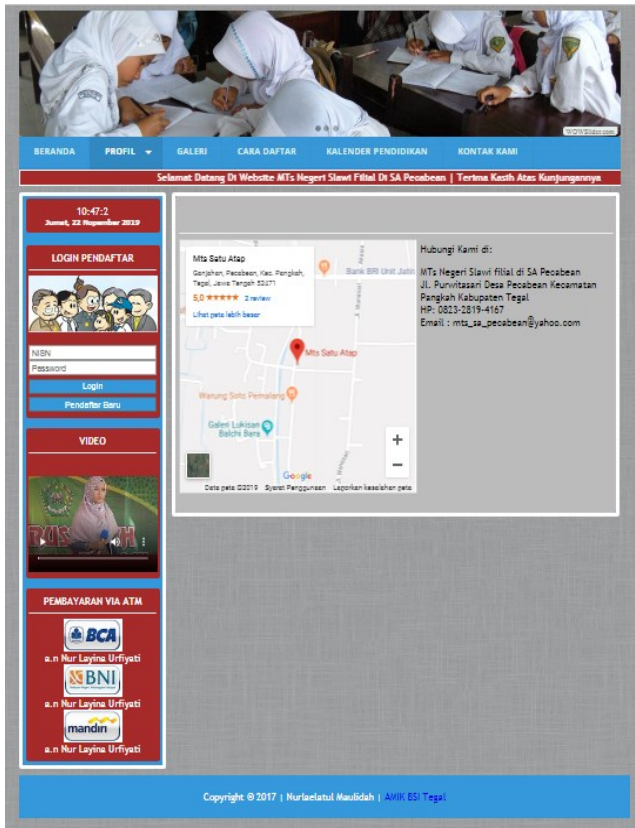 WOWSlider.com
BERANDA PROFIL GALERI CARA DAFTAR KALENDER PENDIDIKAN KONTAK KAMI
Selamat Datang Di Website MTs Negeri Slawi Filial Di SA Pecabean | Terima Kasih Atas Kunjungannya
10:47:2
Jumat, 22 Nopember 2019
LOGIN PENDAFTAR
NISN
Password
Login
Pendaftar Baru
VIDEO
PEMBAYARAN VIA ATM
BCA
a.n Nur Layina Urfiyati
BNI
a.n Nur Layina Urfiyati
mandiri
a.n Nur Layina Urfiyati
Mts Satu Atap
Ganjahan, Pecabean, Kec. Pangkah,
Tegal, Jawa Tengah 52471
5,0 ★★★★★ 2 review
Lihat peta lebih besar
Bank BRI Unit Jatin
Mts Satu Atap
Warung Soto Pemalang
Galeri Lukisan
Balchi Bara
Google
Data peta ©2019 Syarat Penggunaan Laporkan kesalahan peta
Hubungi Kami di:
MTs Negeri Slawi filial di SA Pecabean
Jl. Purwitasari Desa Pecabean Kecamatan
Pangkah Kabupaten Tegal
HP: 0823-2819-4167
Email : mts_sa_pecabean@yahoo.com
Copyright © 2017 | Nurlaelatul Maulidah | AMIK BSI Tegal